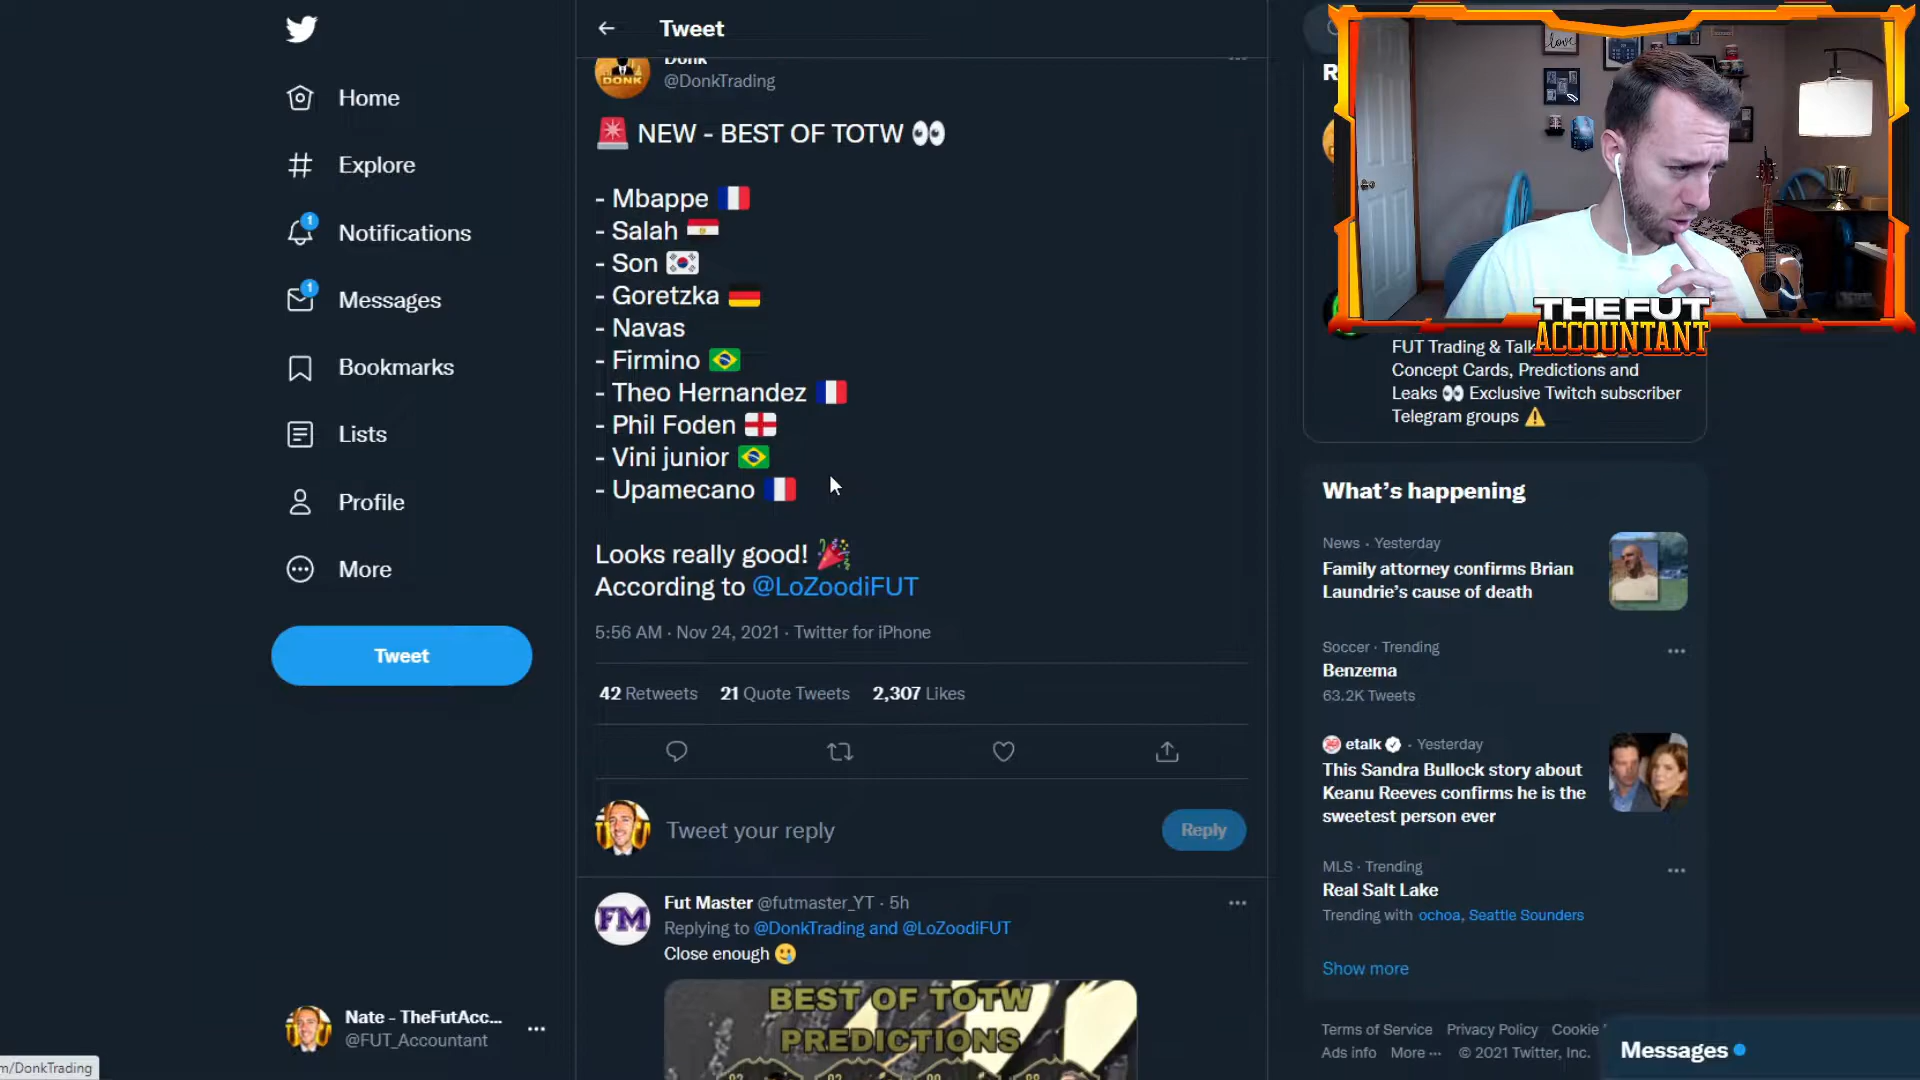 Tweet
Donk
@DonkTrading
🚨 NEW - BEST OF TOTW 👀
- Mbappe 🇫🇷
- Salah 🇪🇬
- Son 🇰🇷
- Goretzka 🇩🇪
- Navas
- Firmino 🇧🇷
- Theo Hernandez 🇫🇷
- Phil Foden 🏴󠁧󠁢󠁥󠁮󠁧󠁿
- Vini junior 🇧🇷
- Upamecano 🇫🇷
Looks really good! 🎉
According to @LoZoodiFUT
5:56 AM · Nov 24, 2021 · Twitter for iPhone
42 Retweets 21 Quote Tweets 2,307 Likes
Tweet your reply
Reply
Fut Master @futmaster_YT · 5h
Replying to @DonkTrading and @LoZoodiFUT
Close enough 🥲
BEST OF TOTW
PREDICTIONS
Home
Explore
1
Notifications
1
Messages
Bookmarks
Lists
Profile
More
Tweet
Nate - TheFutAcc...
@FUT_Accountant
m/DonkTrading
love
THE FUT
ACCOUNTANT
FUT Trading & Talk
Concept Cards, Predictions and
Leaks 👀 Exclusive Twitch subscriber
Telegram groups ⚠️
What's happening
News · Yesterday
Family attorney confirms Brian
Laundrie's cause of death
Soccer · Trending
Benzema
63.2K Tweets
etalk · Yesterday
This Sandra Bullock story about
Keanu Reeves confirms he is the
sweetest person ever
MLS · Trending
Real Salt Lake
Trending with ochoa, Seattle Sounders
Show more
Terms of Service Privacy Policy Cookie
Ads info More ··· © 2021 Twitter, Inc.
Messages